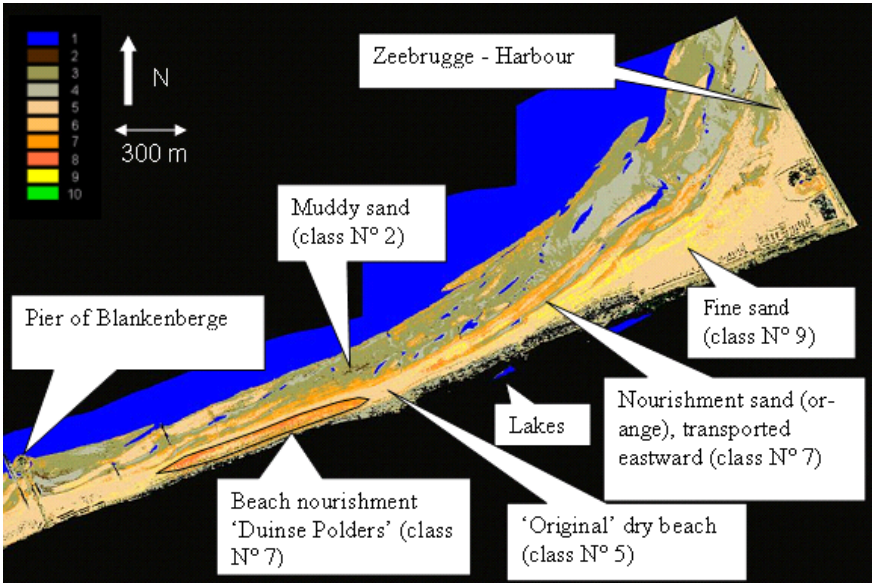 1
2
3
4
5
6
7
8
9
10
N
300 m
Zeebrugge - Harbour
Muddy sand
(class N° 2)
Pier of Blankenberge
Fine sand
(class N° 9)
Lakes
Nourishment sand (or-
ange), transported
eastward (class N° 7)
Beach nourishment
‘Duinse Polders’ (class
N° 7)
‘Original’ dry beach
(class N° 5)